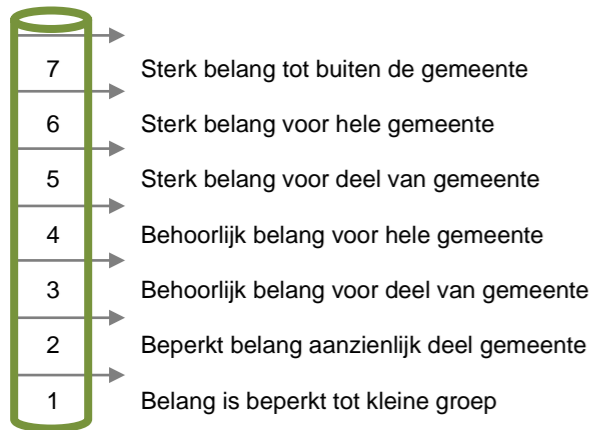 7 Sterk belang tot buiten de gemeente
6 Sterk belang voor hele gemeente
5 Sterk belang voor deel van gemeente
4 Behoorlijk belang voor hele gemeente
3 Behoorlijk belang voor deel van gemeente
2 Beperkt belang aanzienlijk deel gemeente
1 Belang is beperkt tot kleine groep